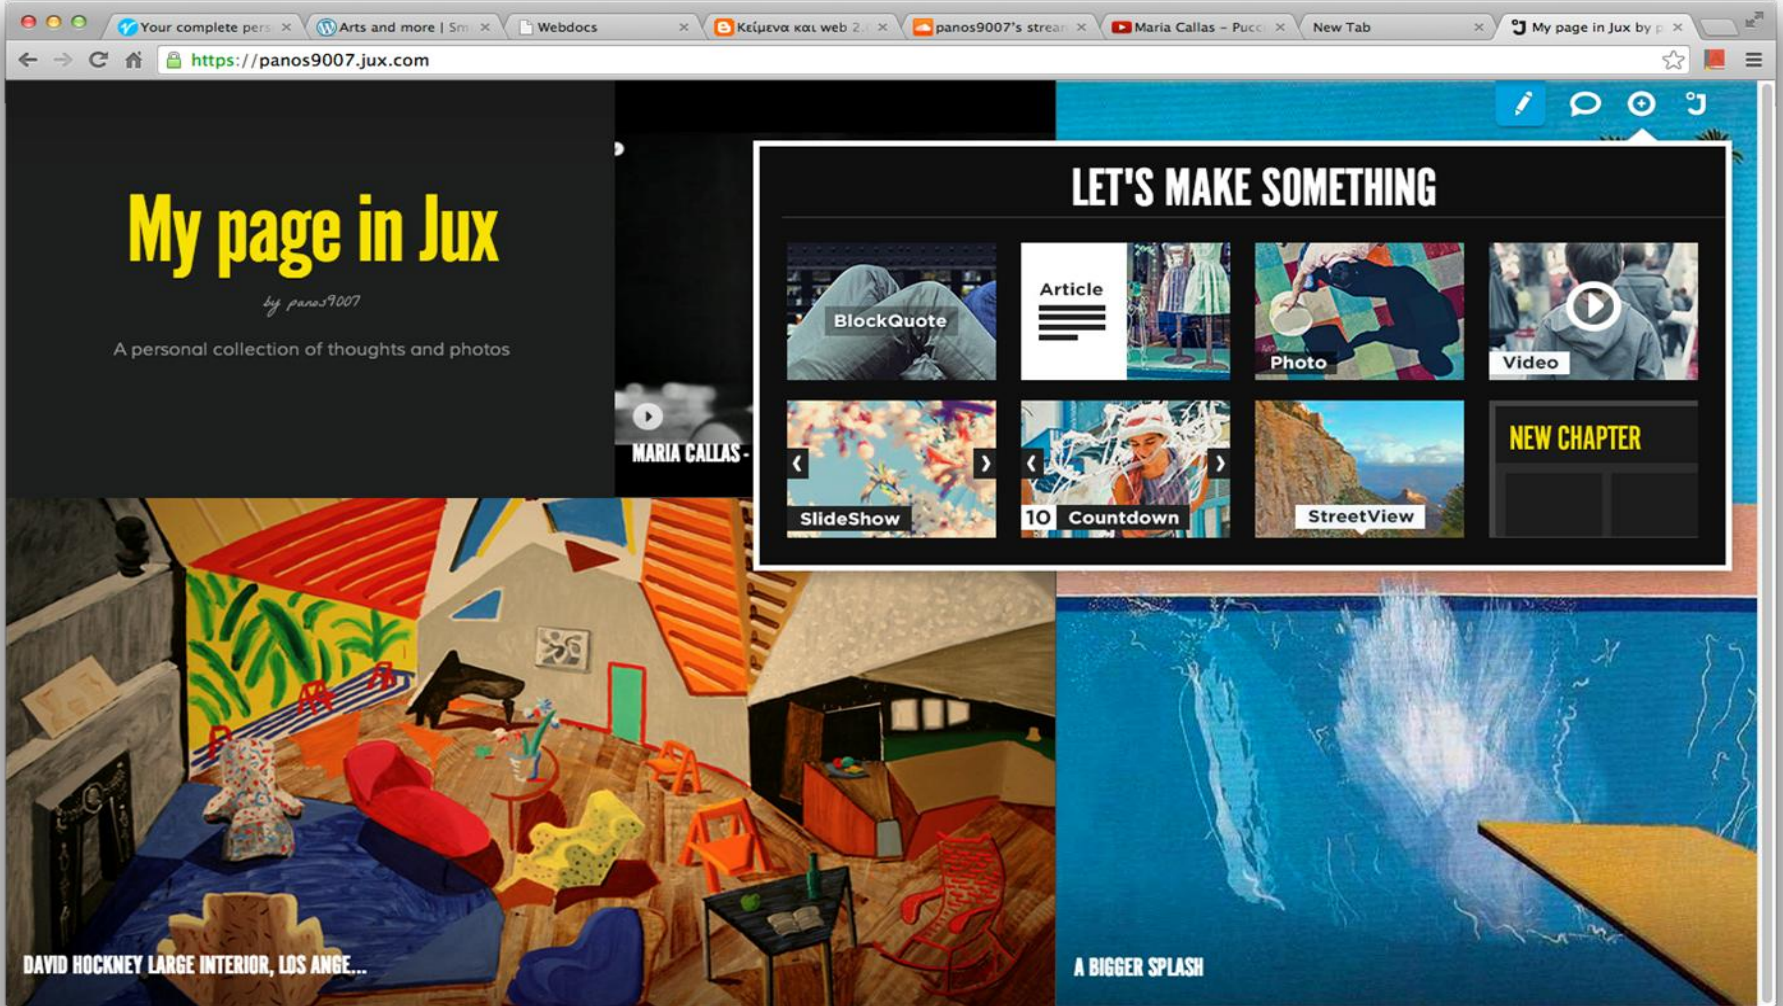 Your complete pers
Arts and more | Sm
Webdocs
Κείμενα και web 2.
panos9007's strea
Maria Callas – Pucc
New Tab
My page in Jux by p
https://panos9007.jux.com
My page in Jux
by panos9007
A personal collection of thoughts and photos
MARIA CALLAS -
LET'S MAKE SOMETHING
BlockQuote
Article
Photo
Video
SlideShow
10 Countdown
StreetView
NEW CHAPTER
DAVID HOCKNEY LARGE INTERIOR, LOS ANGE...
A BIGGER SPLASH